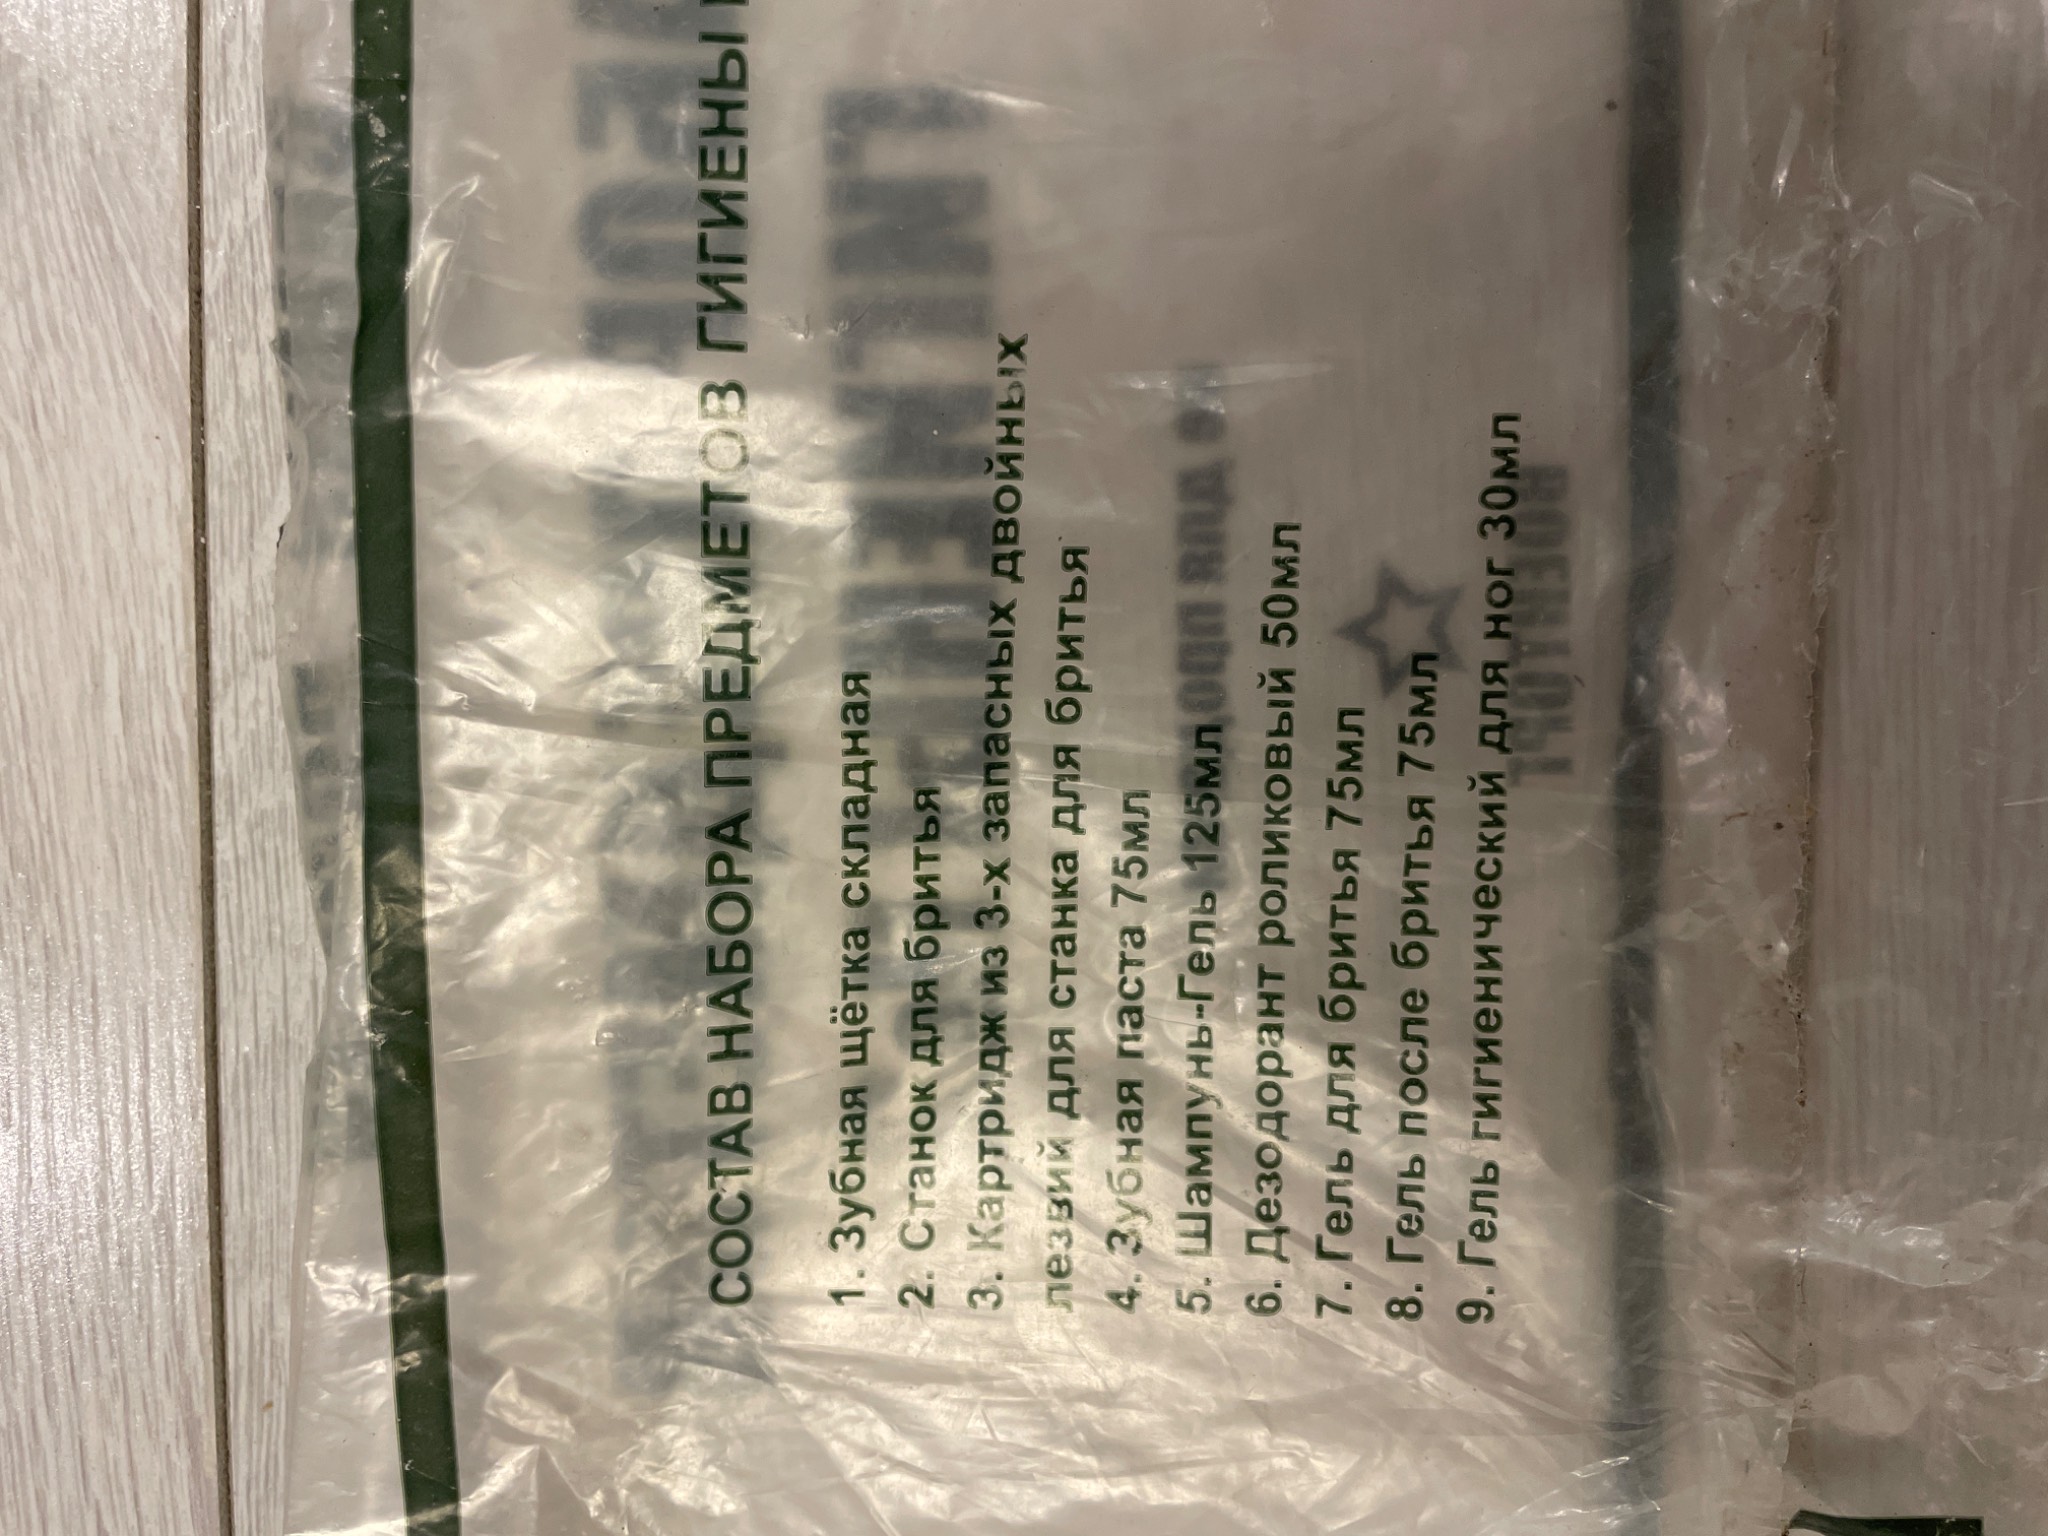 СОСТАВ НАБОРА ПРЕДМЕТОВ ГИГИЕНЫ
1. Зубная щётка складная
2. Станок для бритья
3. Картридж из 3-х запасных двойных
лезвий для станка для бритья
4. Зубная паста 75мл
5. Шампунь-Гель 125мл
6. Дезодорант роликовый 50мл
7. Гель для бритья 75мл
8. Гель после бритья 75мл
9. Гель гигиенический для ног 30мл